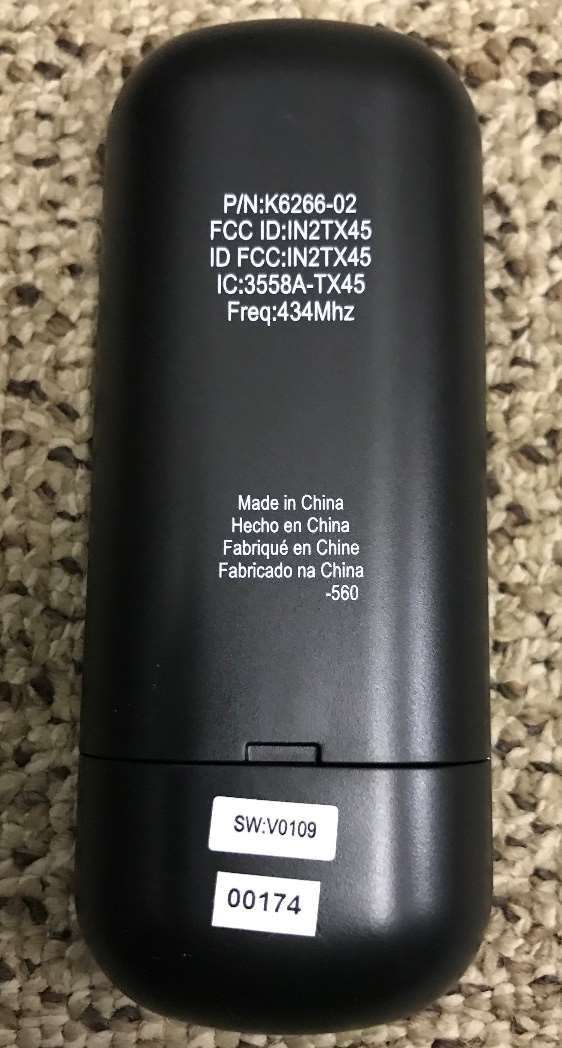 P/N:K6266-02
FCC ID:IN2TX45
ID FCC:IN2TX45
IC:3558A-TX45
Freq:434Mhz
Made in China
Hecho en China
Fabriqué en Chine
Fabricado na China
-560
SW:V0109
00174